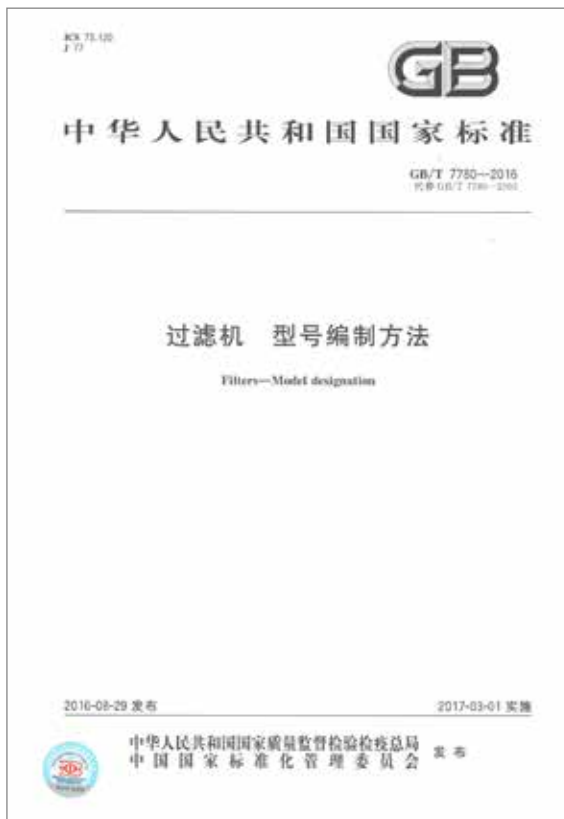 ICS 73.120
J 77
GB
中华人民共和国国家标准
GB/T 7780—2016
过滤机 型号编制方法
Filters—Model designation
2016-08-29 发布
2017-03-01 实施
中华人民共和国国家质量监督检验检疫总局
中国国家标准化管理委员会
发布